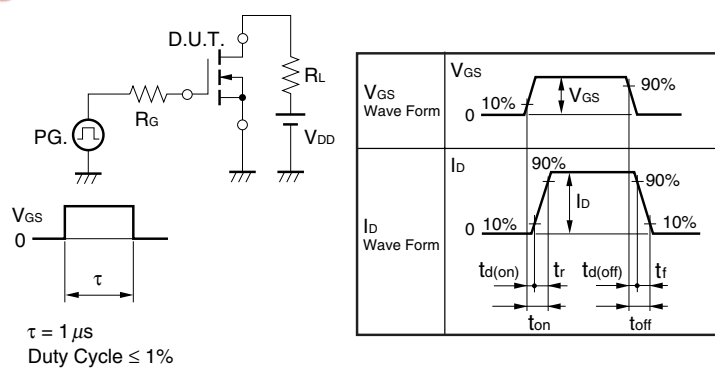 D.U.T.
RL
RG
PG.
VDD
VGS
0
τ
τ = 1 μs
Duty Cycle ≤ 1%
VGS
Wave Form
VGS
10%
0
VGS
90%
ID
Wave Form
ID
90%
90%
ID
0 10%
10%
td(on) tr td(off) tf
ton toff